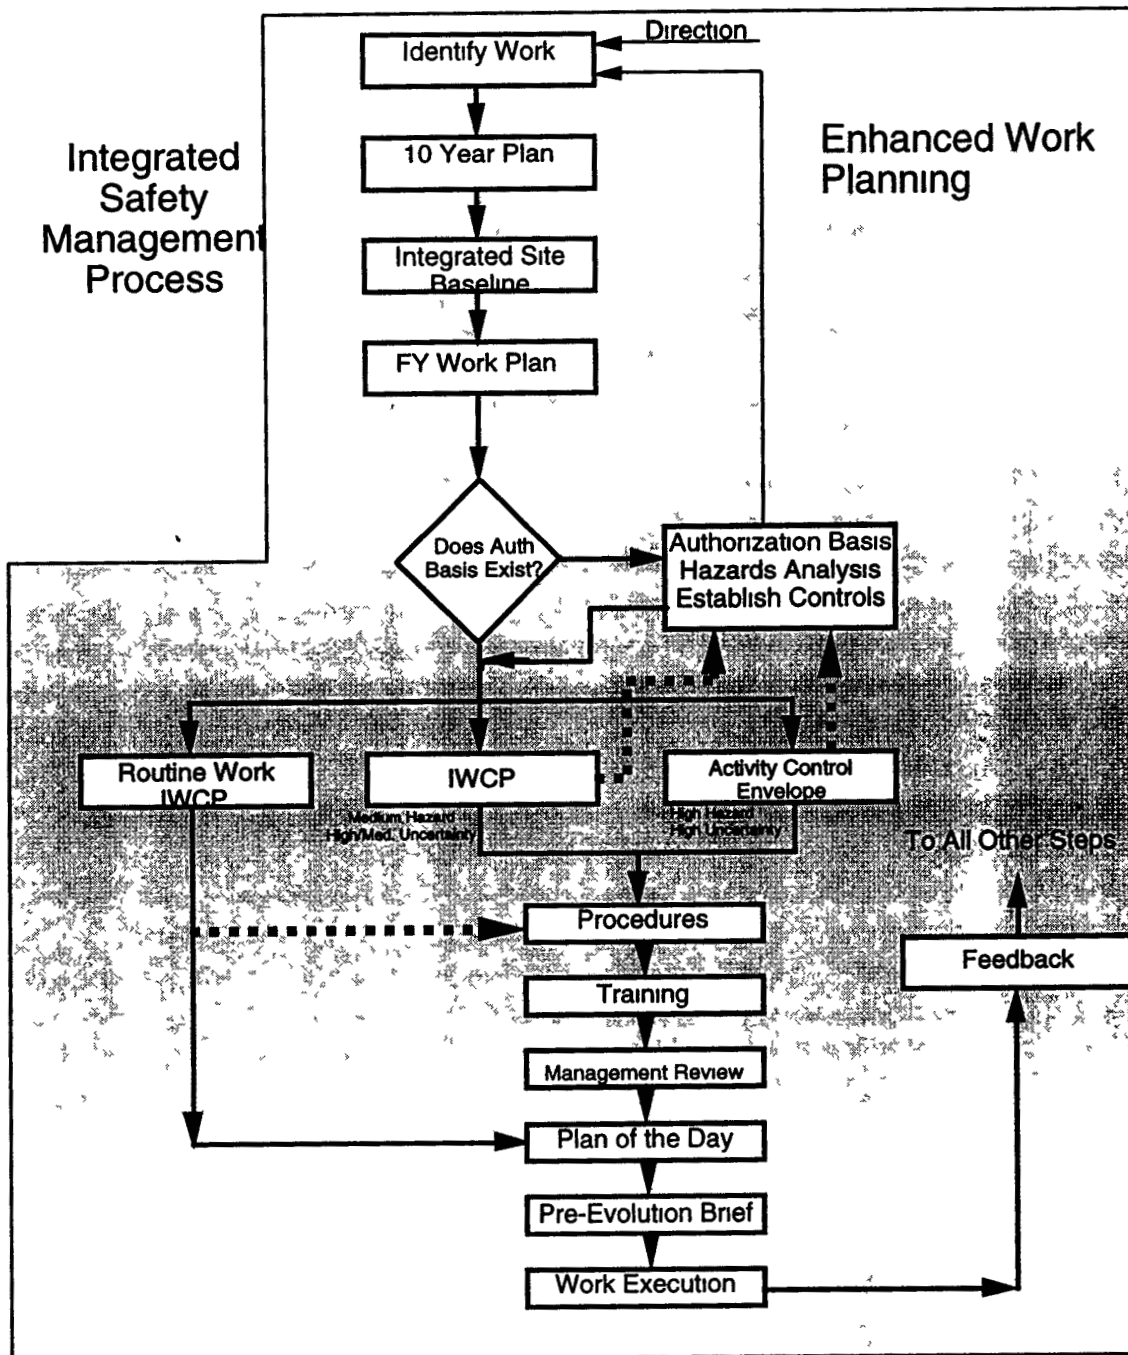 Direction
Identify Work
Integrated
Safety
Management
Process
10 Year Plan
Enhanced Work
Planning
Integrated Site
Baseline
FY Work Plan
Does Auth
Basis Exist?
Authorization Basis
Hazards Analysis
Establish Controls
Routine Work
IWCP
IWCP
Medium Hazard
High/Med. Uncertainty
Activity Control
Envelope
High Hazard
High Uncertainty
To All Other Steps
Procedures
Feedback
Training
Management Review
Plan of the Day
Pre-Evolution Brief
Work Execution